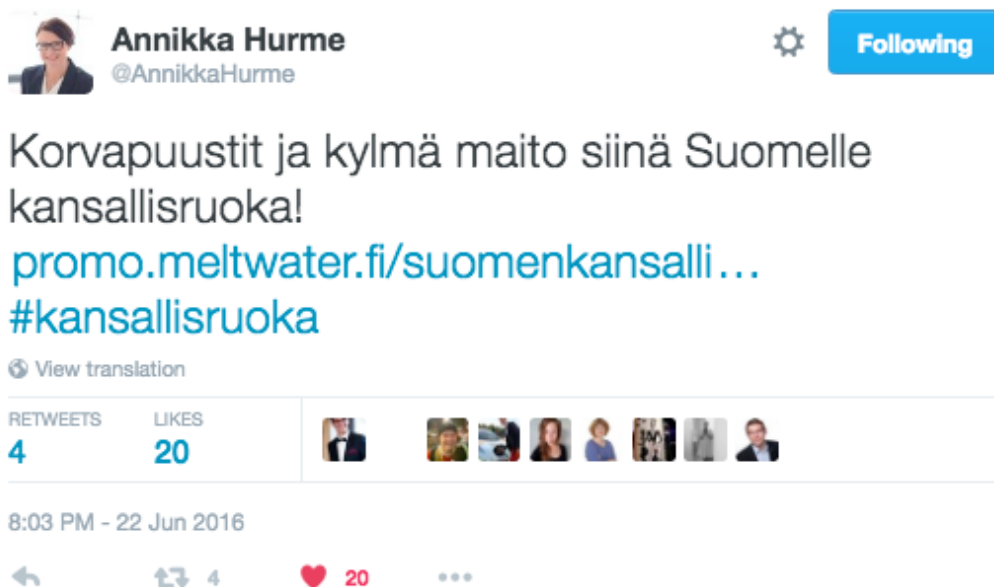 Annikka Hurme
@AnnikkaHurme
Following
Korvapuustit ja kylmä maito siinä Suomelle
kansallisruoka!
promo.meltwater.fi/suomenkansalli…
#kansallisruoka
View translation
RETWEETS LIKES
4 20
8:03 PM - 22 Jun 2016
4 20